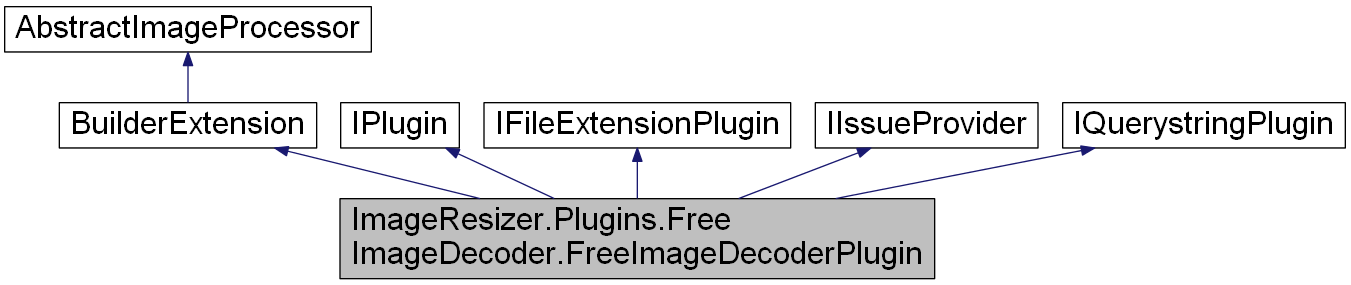 AbstractImageProcessor
BuilderExtension
IPlugin
IFileExtensionPlugin
IIssueProvider
IQuerystringPlugin
ImageResizer.Plugins.Free
ImageDecoder.FreeImageDecoderPlugin